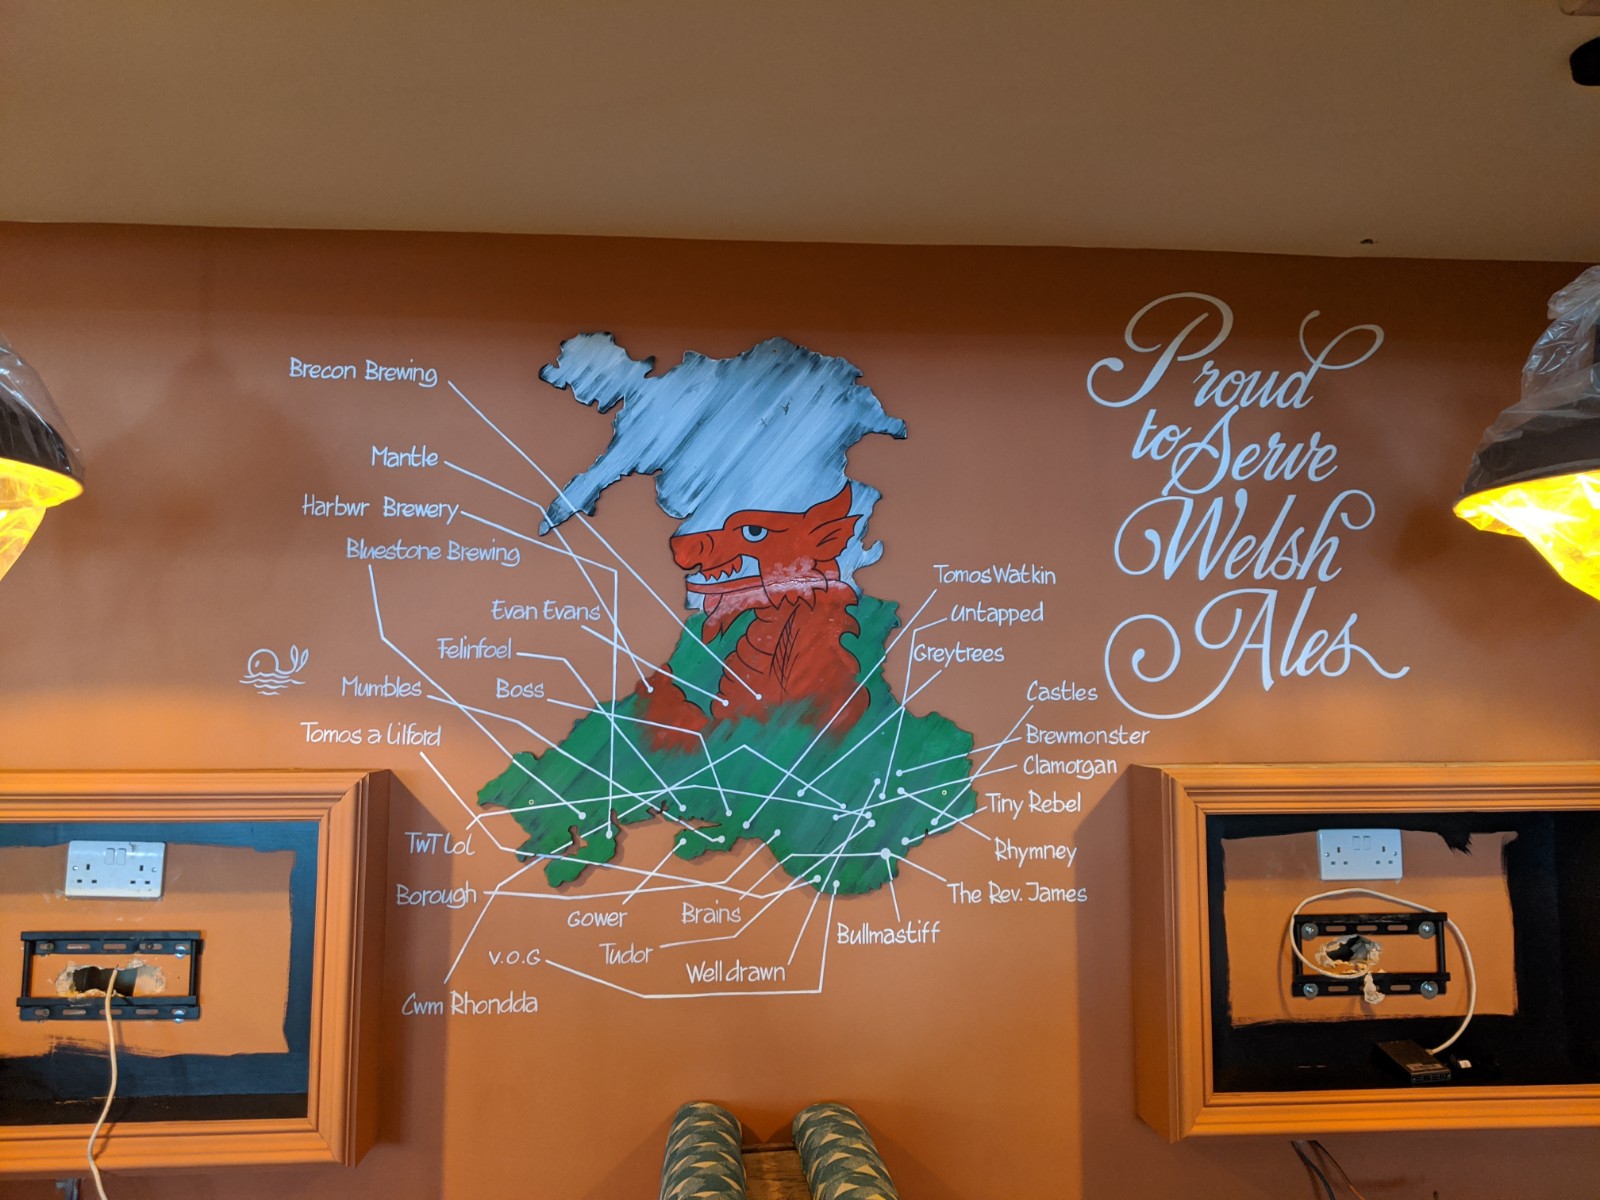 Proud
to Serve
Welsh
Ales
Brecon Brewing
Mantle
Harbwr Brewery
Bluestone Brewing
Evan Evans
Felinfoel
Mumbles
Boss
Tomos a Lilford
TwT Lol
Borough
Gower
Brains
V.O.G
Tudor
Welldrawn
Cwm Rhondda
Tomos Watkin
Untapped
Greytrees
Castles
Brewmonster
Glamorgan
Tiny Rebel
Rhymney
The Rev. James
Bullmastiff